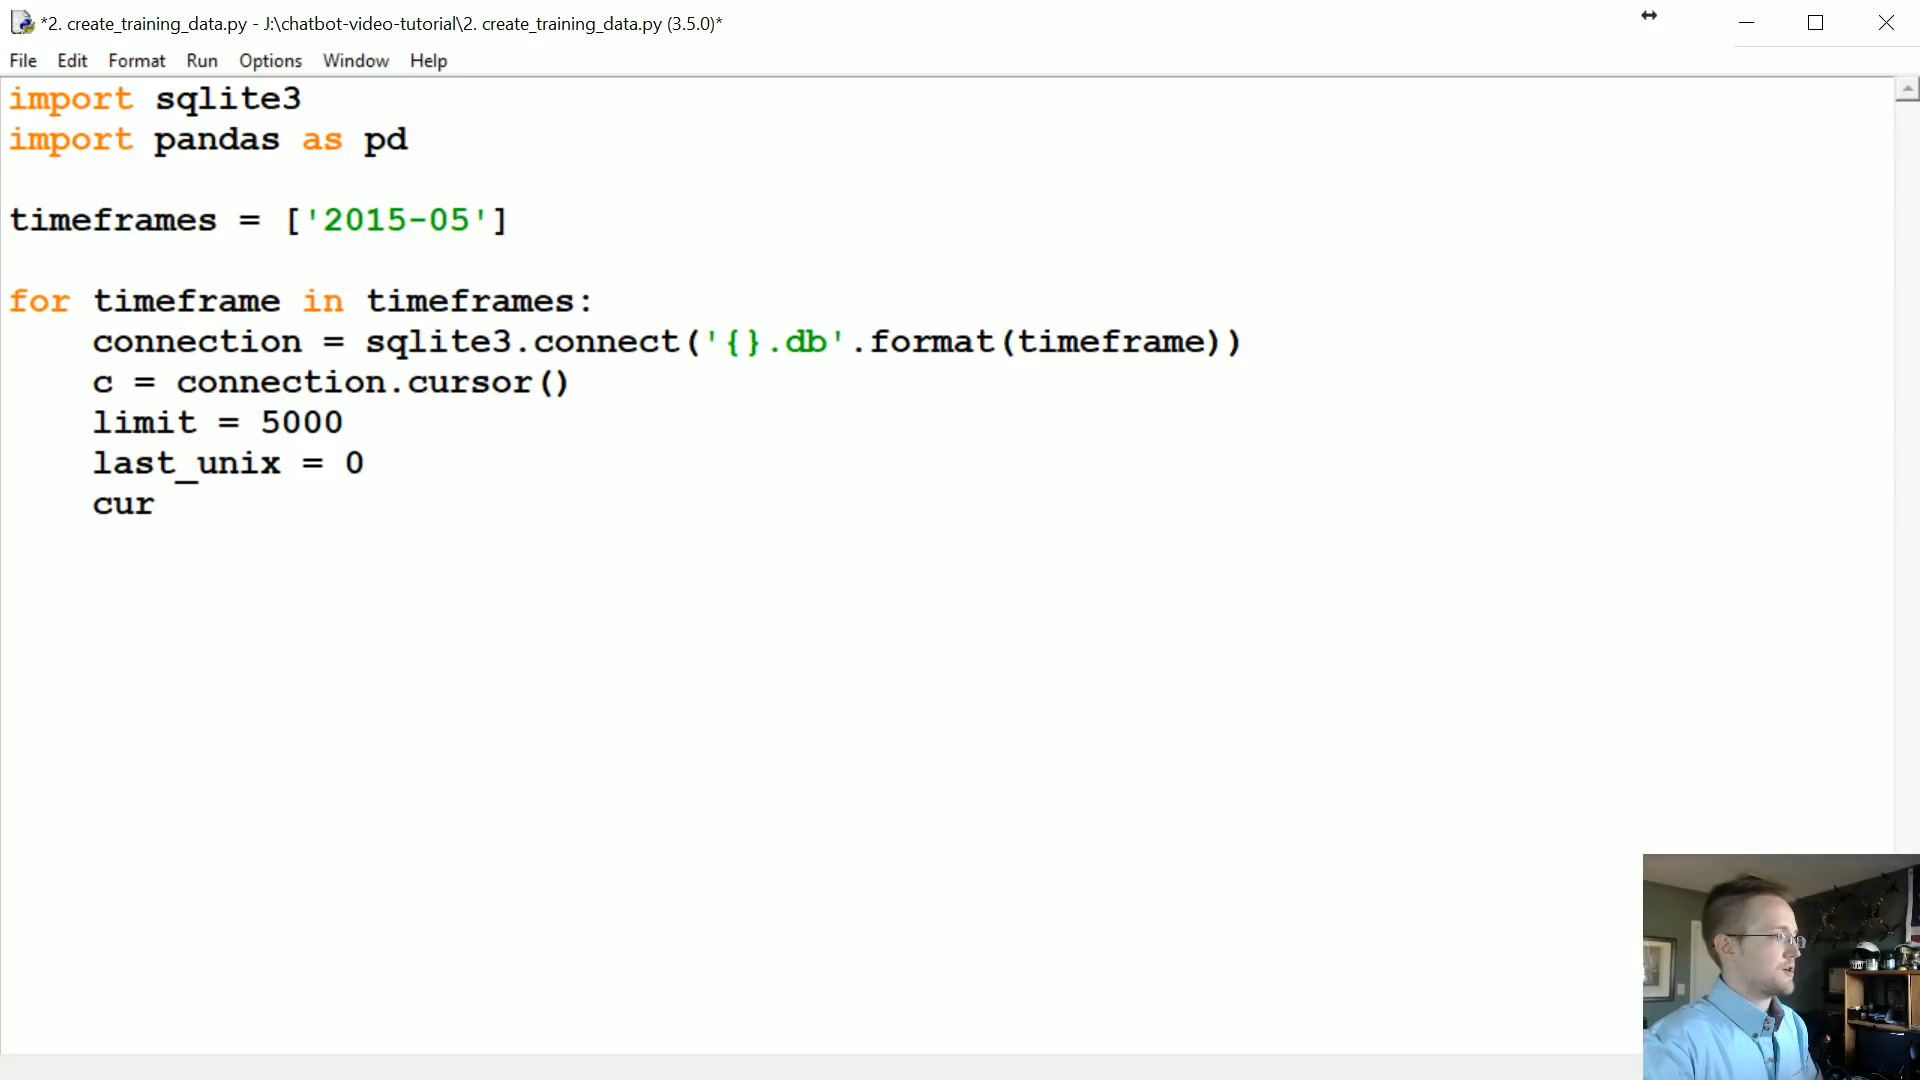 *2. create_training_data.py - J:\chatbot-video-tutorial\2. create_training_data.py (3.5.0)*
File Edit Format Run Options Window Help
import sqlite3
import pandas as pd
timeframes = ['2015-05']
for timeframe in timeframes:
    connection = sqlite3.connect('{}.db'.format(timeframe))
    c = connection.cursor()
    limit = 5000
    last_unix = 0
    cur